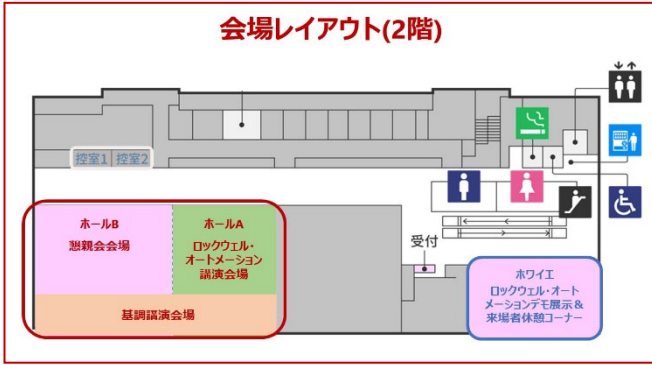 会場レイアウト(2階)
控室1 控室2
ホールB
懇親会会場
ホールA
ロックウェル・
オートメーション
講演会場
基調講演会場
受付
ホワイエ
ロックウェル・オート
メーションデモ展示＆
来場者休憩コーナー